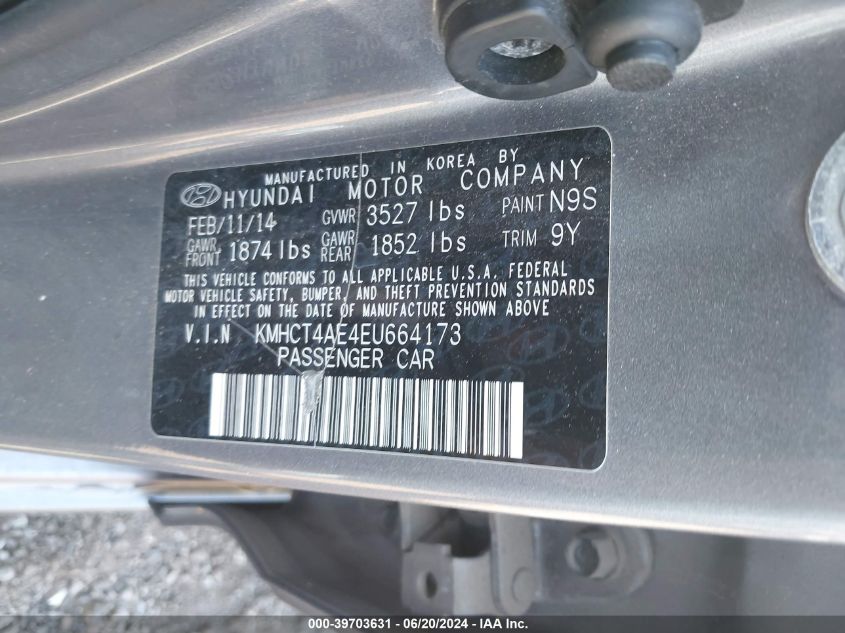 MANUFACTURED IN KOREA BY
HYUNDAI MOTOR COMPANY
FEB/11/14 GVWR 3527 lbs PAINT N9S
GAWR FRONT 1874 lbs GAWR REAR 1852 lbs TRIM 9Y
THIS VEHICLE CONFORMS TO ALL APPLICABLE U.S.A. FEDERAL
MOTOR VEHICLE SAFETY, BUMPER, AND THEFT PREVENTION STANDARDS
IN EFFECT ON THE DATE OF MANUFACTURE SHOWN ABOVE
V.I.N KMHCT4AE4EU664173
PASSENGER CAR
000-39703631 - 06/20/2024 - IAA Inc.